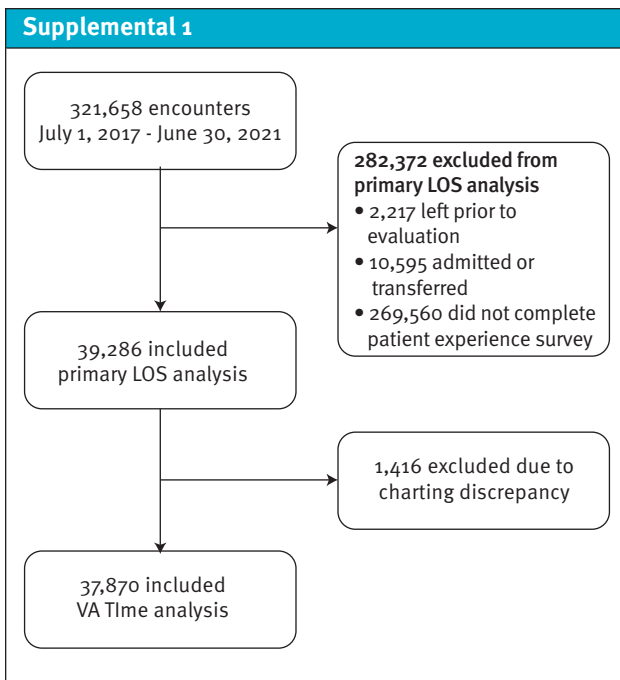 Supplemental 1
321,658 encounters
July 1, 2017 - June 30, 2021
282,372 excluded from
primary LOS analysis
• 2,217 left prior to
evaluation
• 10,595 admitted or
transferred
• 269,560 did not complete
patient experience survey
39,286 included
primary LOS analysis
1,416 excluded due to
charting discrepancy
37,870 included
VA TIme analysis